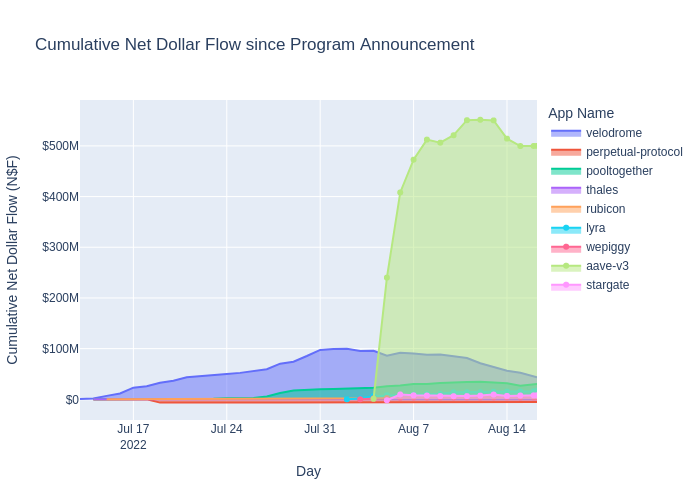 Cumulative Net Dollar Flow since Program Announcement
App Name
velodrome
perpetual-protocol
pooltogether
thales
rubicon
lyra
wepiggy
aave-v3
stargate
Cumulative Net Dollar Flow (N$F)
$500M
$400M
$300M
$200M
$100M
$0
Jul 17
2022
Jul 24
Jul 31
Aug 7
Aug 14
Day